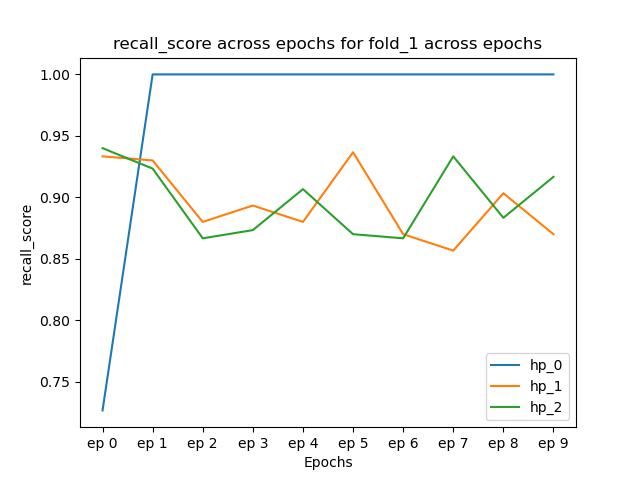 recall_score across epochs for fold_1 across epochs
1.00
0.95
0.90
0.85
0.80
0.75
recall_score
ep 0 ep 1 ep 2 ep 3 ep 4 ep 5 ep 6 ep 7 ep 8 ep 9
Epochs
hp_0
hp_1
hp_2